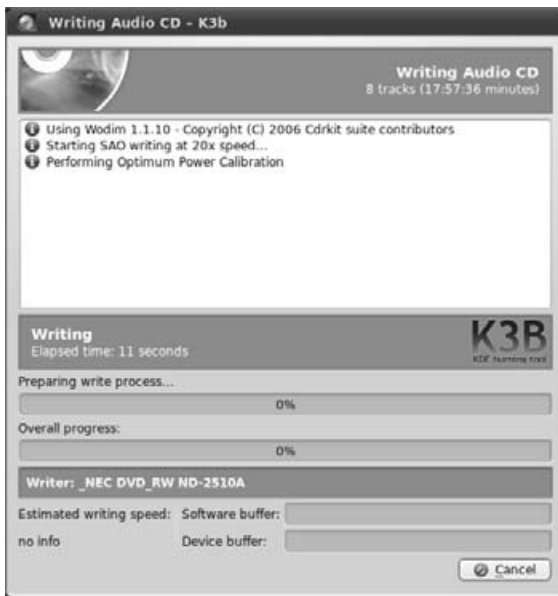 Writing Audio CD - K3b
Writing Audio CD
8 tracks (17:57:36 minutes)
Using Wodim 1.1.10 - Copyright (C) 2006 Cdrkit suite contributors
Starting SAO writing at 20x speed...
Performing Optimum Power Calibration
Writing
Elapsed time: 11 seconds
K3B
KDE burning tool
Preparing write process...
0%
Overall progress:
0%
Writer: _NEC DVD_RW ND-2510A
Estimated writing speed: Software buffer:
no info Device buffer:
Cancel